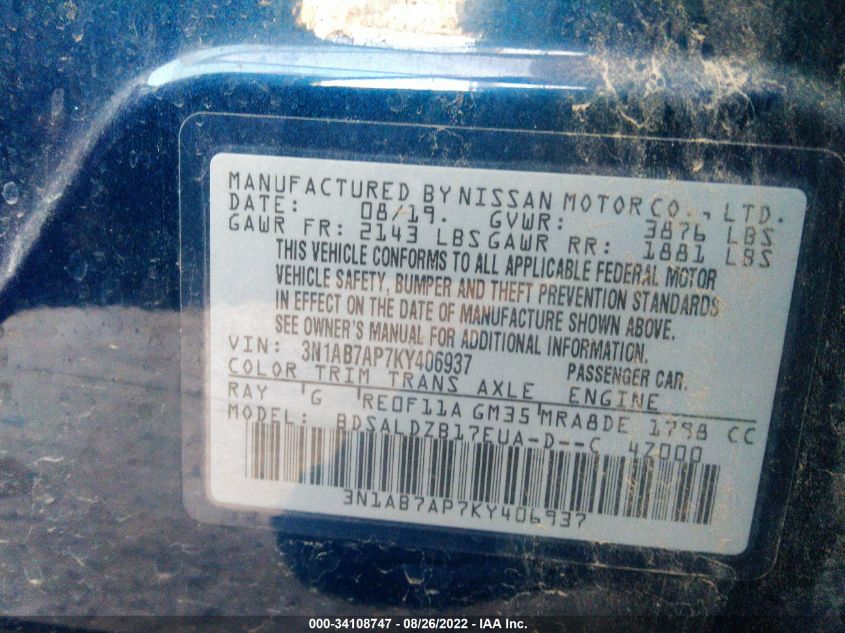 MANUFACTURED BY NISSAN MOTOR CO., LTD.
DATE: 08/19. GVWR: 3876 LBS
GAWR FR: 2143 LBS GAWR RR: 1881 LBS
THIS VEHICLE CONFORMS TO ALL APPLICABLE FEDERAL MOTOR
VEHICLE SAFETY, BUMPER AND THEFT PREVENTION STANDARDS
IN EFFECT ON THE DATE OF MANUFACTURE SHOWN ABOVE.
SEE OWNER'S MANUAL FOR ADDITIONAL INFORMATION.
VIN: 3N1AB7AP7KY406937 PASSENGER CAR.
COLOR TRIM TRANS AXLE ENGINE
RAY G RE0F11A GM35 MRA8DE 1798 CC
MODEL: BDSALDZB17EUA-D--C 47000
3N1AB7AP7KY406937
000-34108747 - 08/26/2022 - IAA Inc.